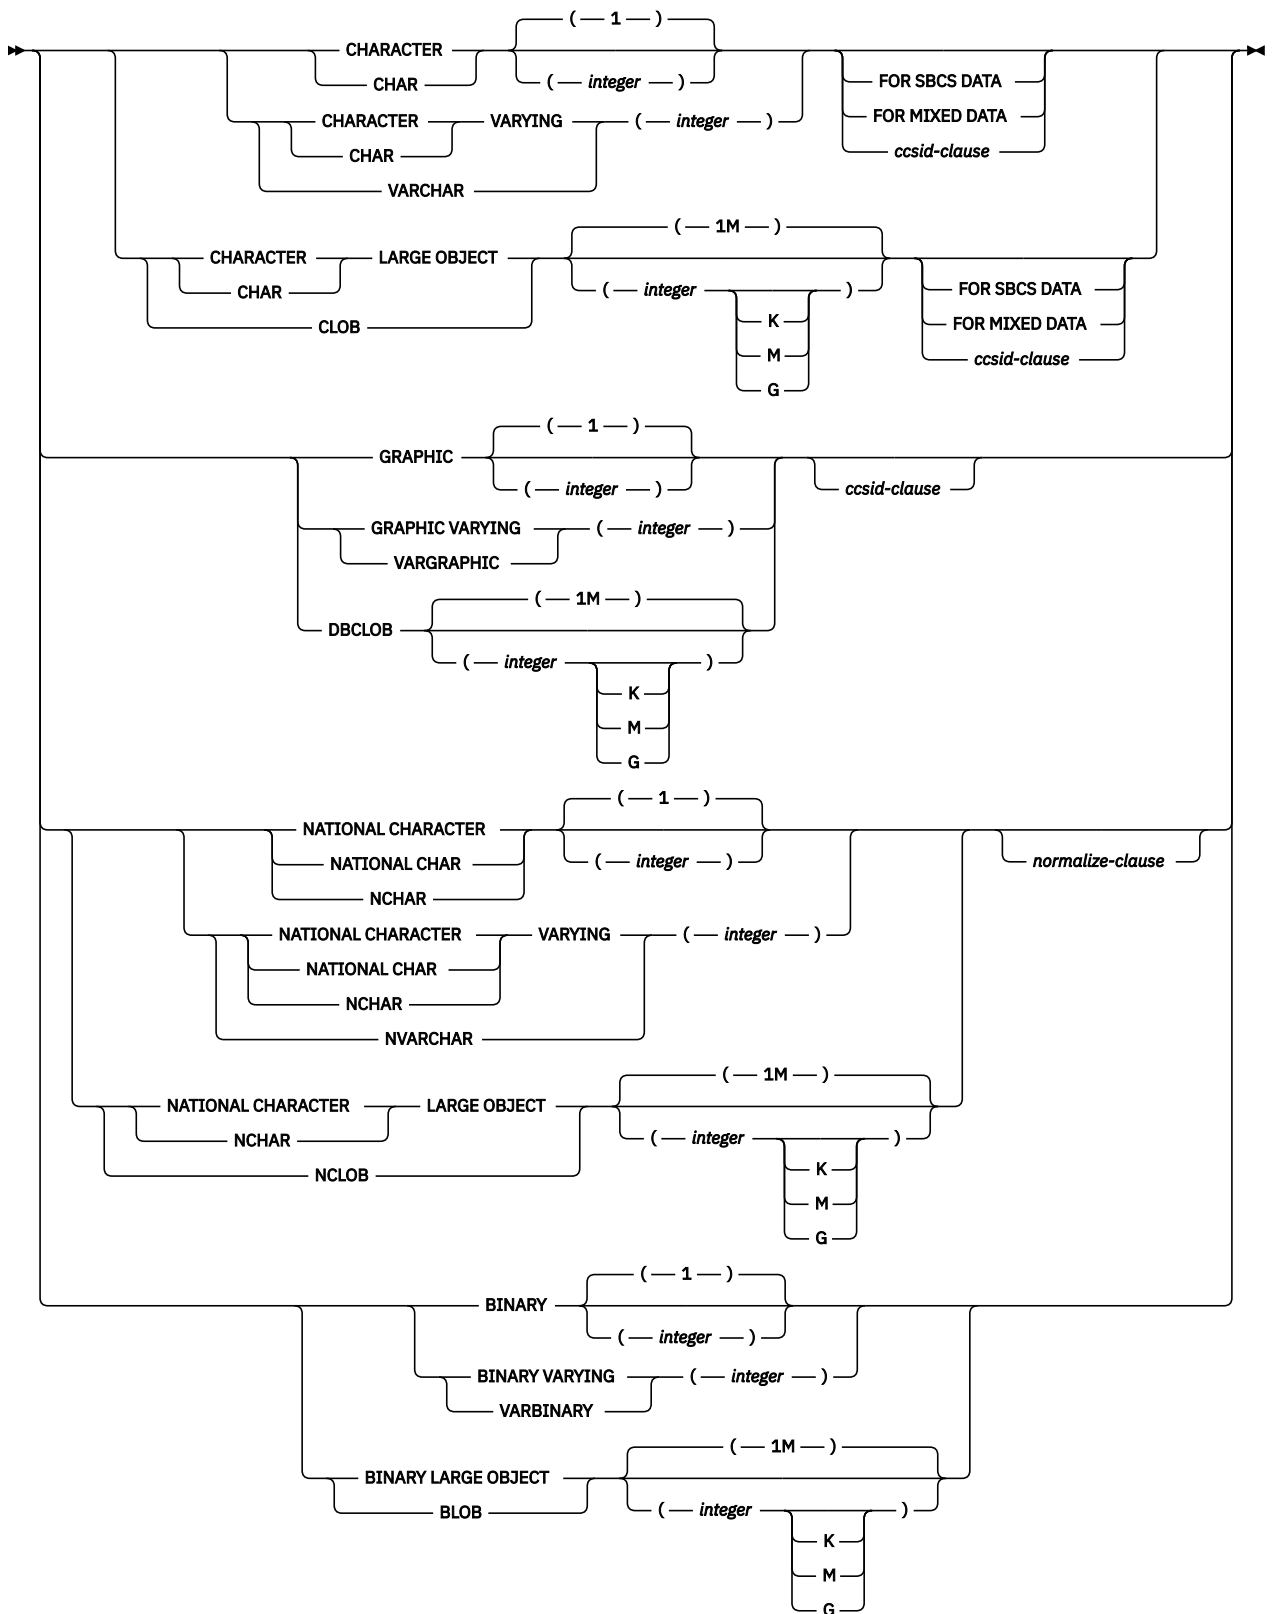 ( 1 )
CHARACTER
CHAR ( integer ) FOR SBCS DATA
FOR MIXED DATA
CHARACTER VARYING ( integer )
CHAR ccsid-clause
VARCHAR
( 1M )
CHARACTER LARGE OBJECT
CHAR ( integer ) FOR SBCS DATA
CLOB K FOR MIXED DATA
M ccsid-clause
G
( 1 )
GRAPHIC
( integer ) ccsid-clause
GRAPHIC VARYING ( integer )
VARGRAPHIC
( 1M )
DBCLOB
( integer )
K
M
G
( 1 )
NATIONAL CHARACTER
NATIONAL CHAR ( integer ) normalize-clause
NCHAR
NATIONAL CHARACTER VARYING ( integer )
NATIONAL CHAR
NCHAR
NVARCHAR
( 1M )
NATIONAL CHARACTER LARGE OBJECT
NCHAR ( integer )
NCLOB K
M
G
( 1 )
BINARY
( integer )
BINARY VARYING ( integer )
VARBINARY
( 1M )
BINARY LARGE OBJECT
BLOB ( integer )
K
M
G